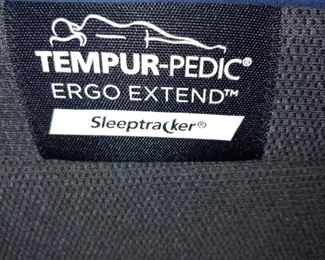 TEMPUR-PEDIC®
ERGO EXTEND™
Sleeptracker®